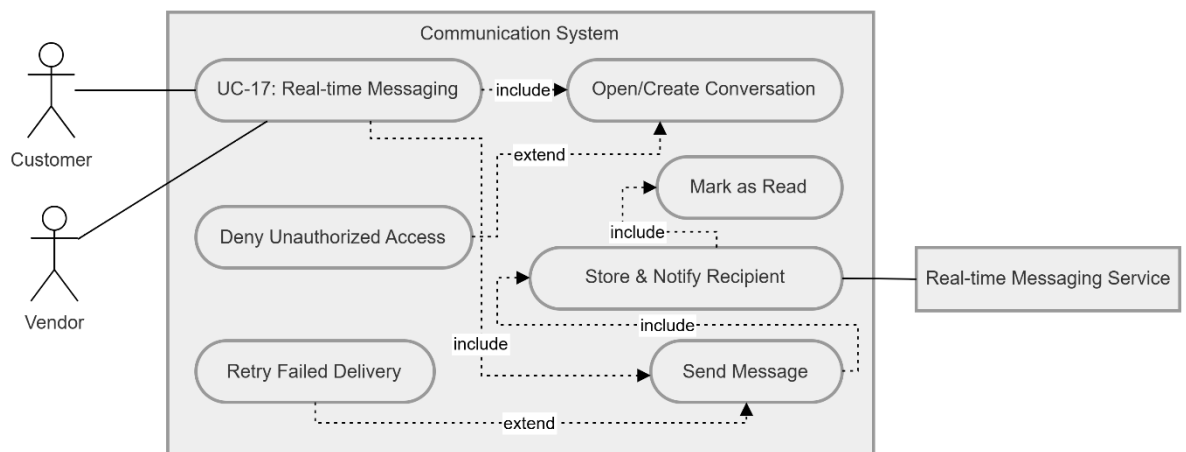 Communication System
UC-17: Real-time Messaging
include
Open/Create Conversation
Customer
extend
Mark as Read
Deny Unauthorized Access
include
Store & Notify Recipient
Real-time Messaging Service
Vendor
include
include
Retry Failed Delivery
Send Message
extend